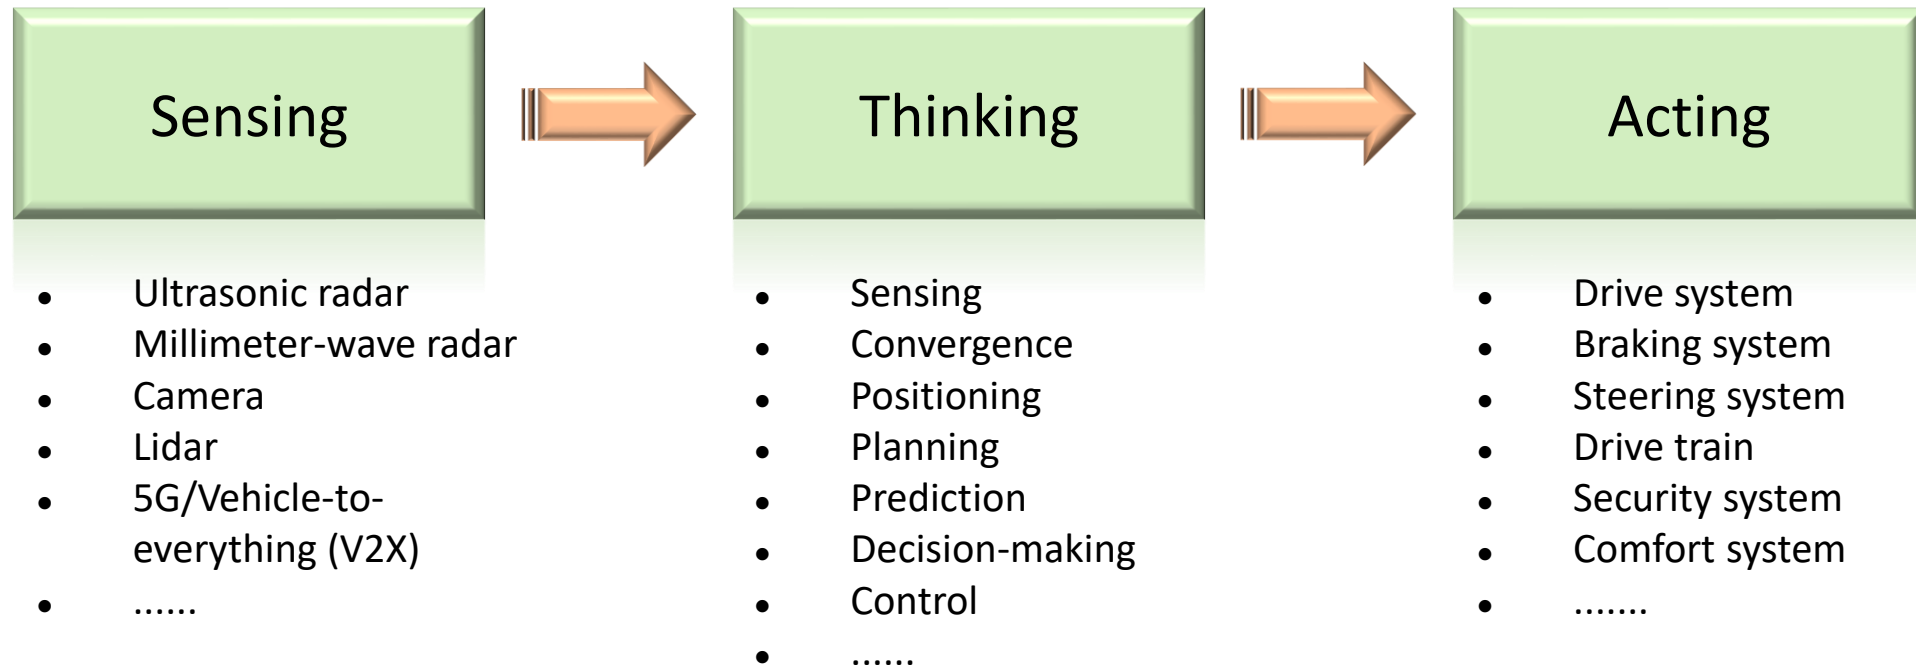 Sensing
Thinking
Acting
• Ultrasonic radar
• Millimeter-wave radar
• Camera
• Lidar
• 5G/Vehicle-to-
everything (V2X)
• ......
• Sensing
• Convergence
• Positioning
• Planning
• Prediction
• Decision-making
• Control
• ......
• Drive system
• Braking system
• Steering system
• Drive train
• Security system
• Comfort system
• .......